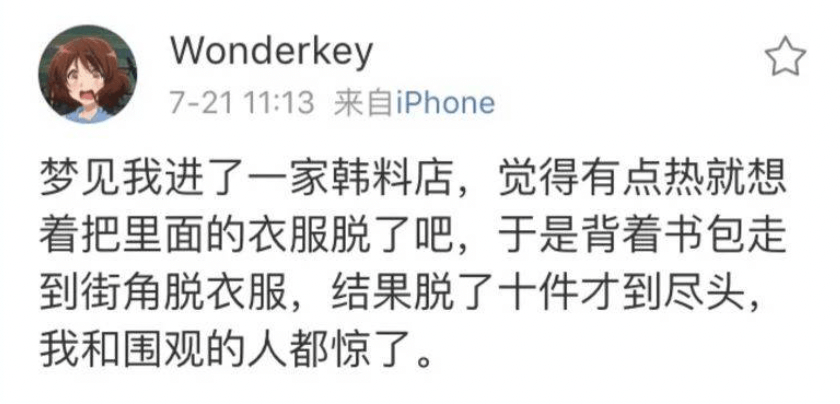 Wonderkey
7-21 11:13 来自iPhone
梦见我进了一家韩料店，觉得有点热就想
着把里面的衣服脱了吧，于是背着书包走
到街角脱衣服，结果脱了十件才到尽头，
我和围观的人都惊了。